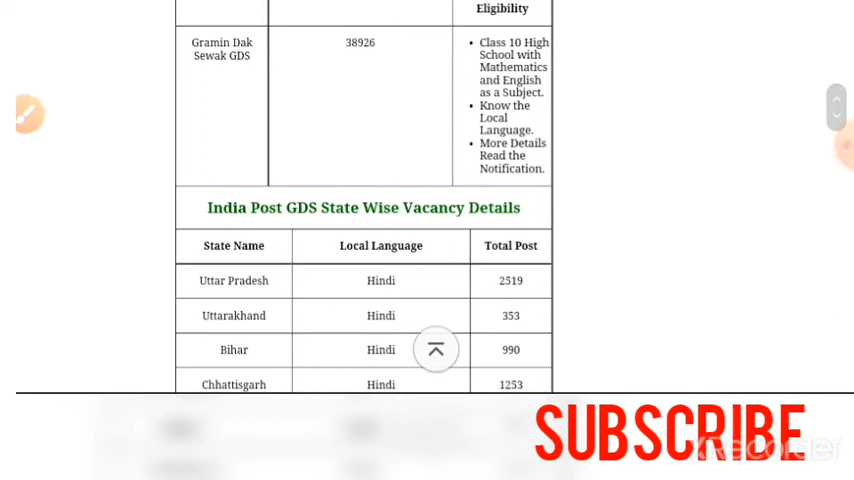 Eligibility
Gramin Dak
Sewak GDS
38926
• Class 10 High
School with
Mathematics
and English
as a Subject.
• Know the
Local
Language.
• More Details
Read the
Notification.
India Post GDS State Wise Vacancy Details
State Name Local Language Total Post
Uttar Pradesh Hindi 2519
Uttarakhand Hindi 353
Bihar Hindi 990
Chhattisgarh Hindi 1253
SUBSCRIBE
XRecorder